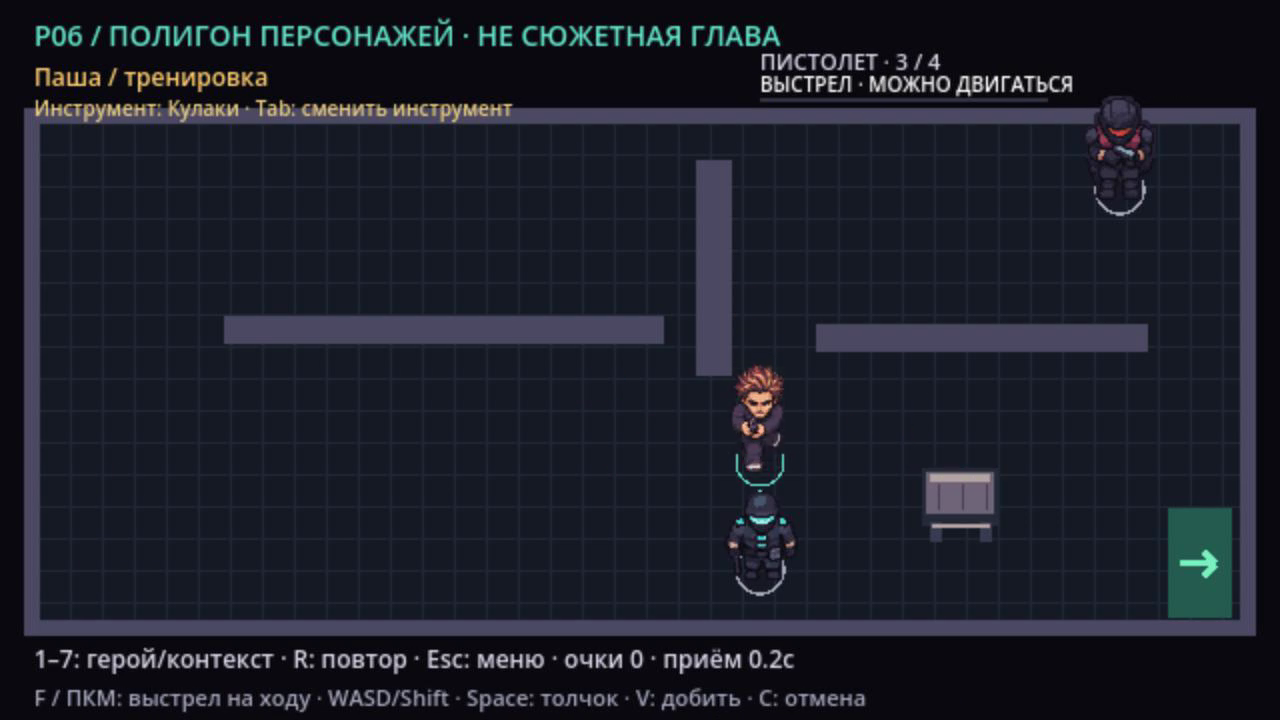 P06 / ПОЛИГОН ПЕРСОНАЖЕЙ · НЕ СЮЖЕТНАЯ ГЛАВА
ПИСТОЛЕТ · 3 / 4
Паша / тренировка
ВЫСТРЕЛ · МОЖНО ДВИГАТЬСЯ
Инструмент: Кулаки · Tab: сменить инструмент
1–7: герой/контекст · R: повтор · Esc: меню · очки 0 · приём 0.2с
F / ПКМ: выстрел на ходу · WASD/Shift · Space: толчок · V: добить · C: отмена